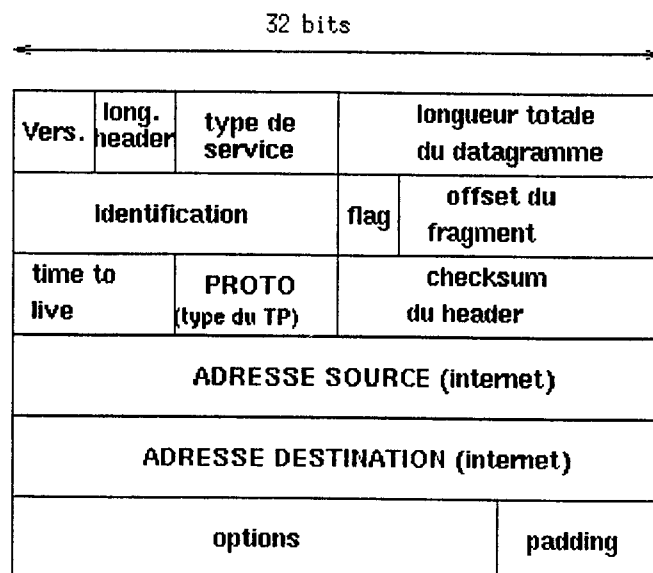 32 bits
Vers.
long.
header
type de
service
longueur totale
du datagramme
Identification
flag
offset du
fragment
time to
live
PROTO
(type du TP)
checksum
du header
ADRESSE SOURCE (internet)
ADRESSE DESTINATION (internet)
options
padding